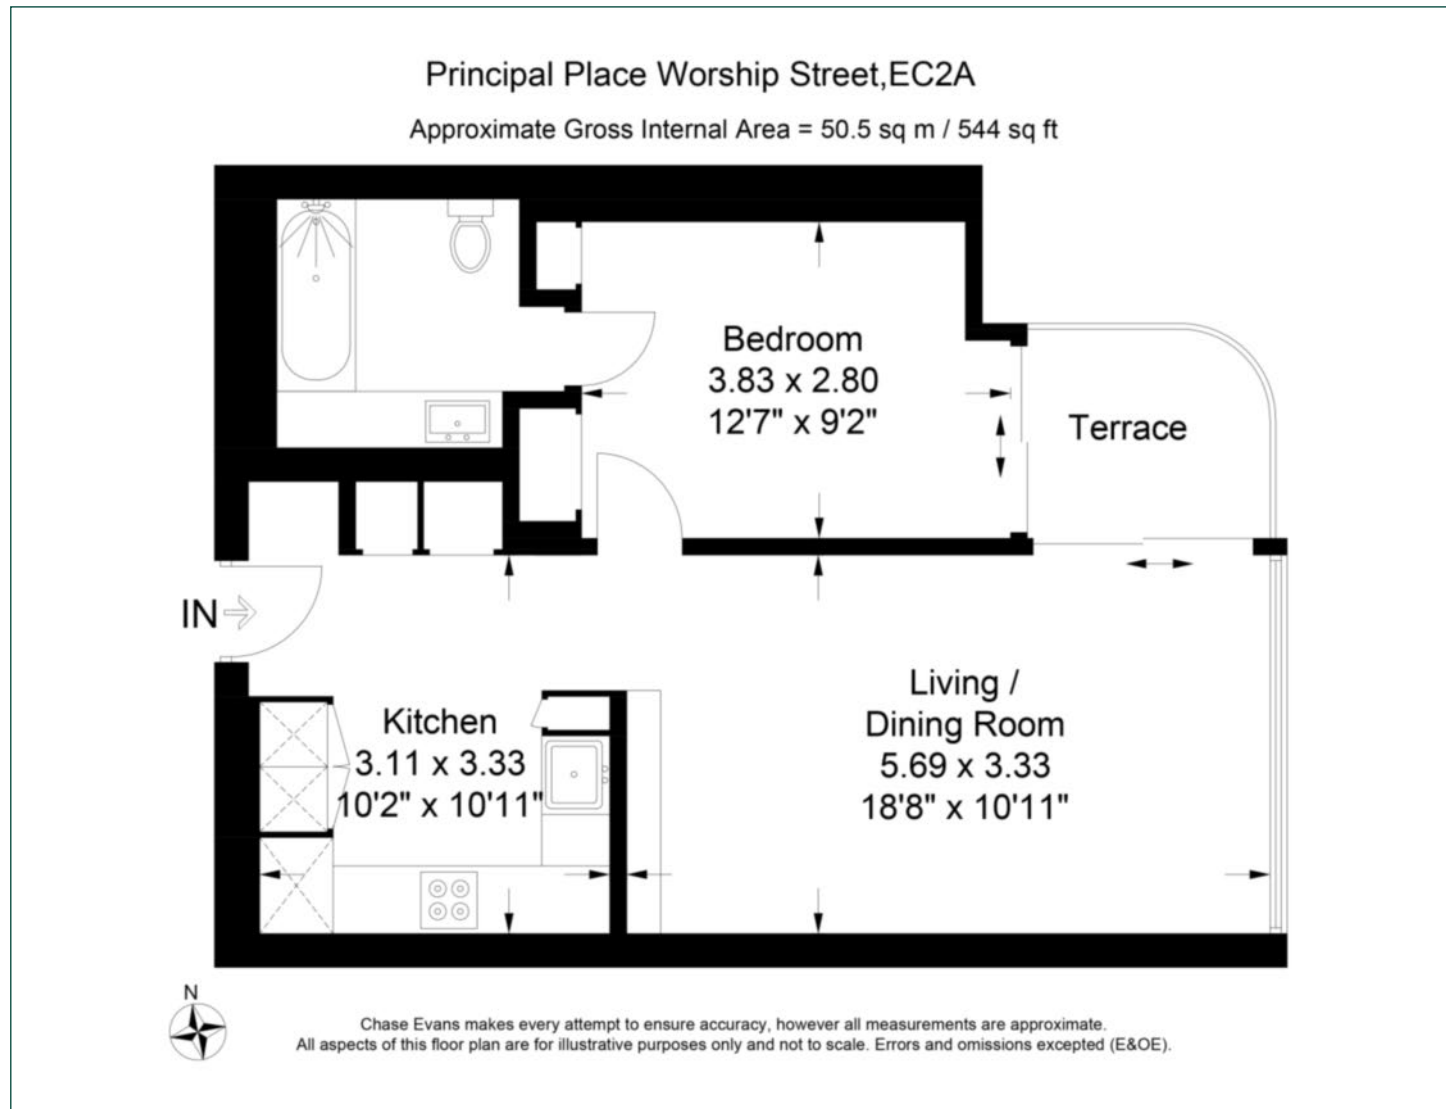 Principal Place Worship Street,EC2A
Approximate Gross Internal Area = 50.5 sq m / 544 sq ft
Bedroom
3.83 x 2.80
12'7" x 9'2"
Terrace
IN
Kitchen
3.11 x 3.33
10'2" x 10'11"
Living /
Dining Room
5.69 x 3.33
18'8" x 10'11"
N
Chase Evans makes every attempt to ensure accuracy, however all measurements are approximate.
All aspects of this floor plan are for illustrative purposes only and not to scale. Errors and omissions excepted (E&OE).